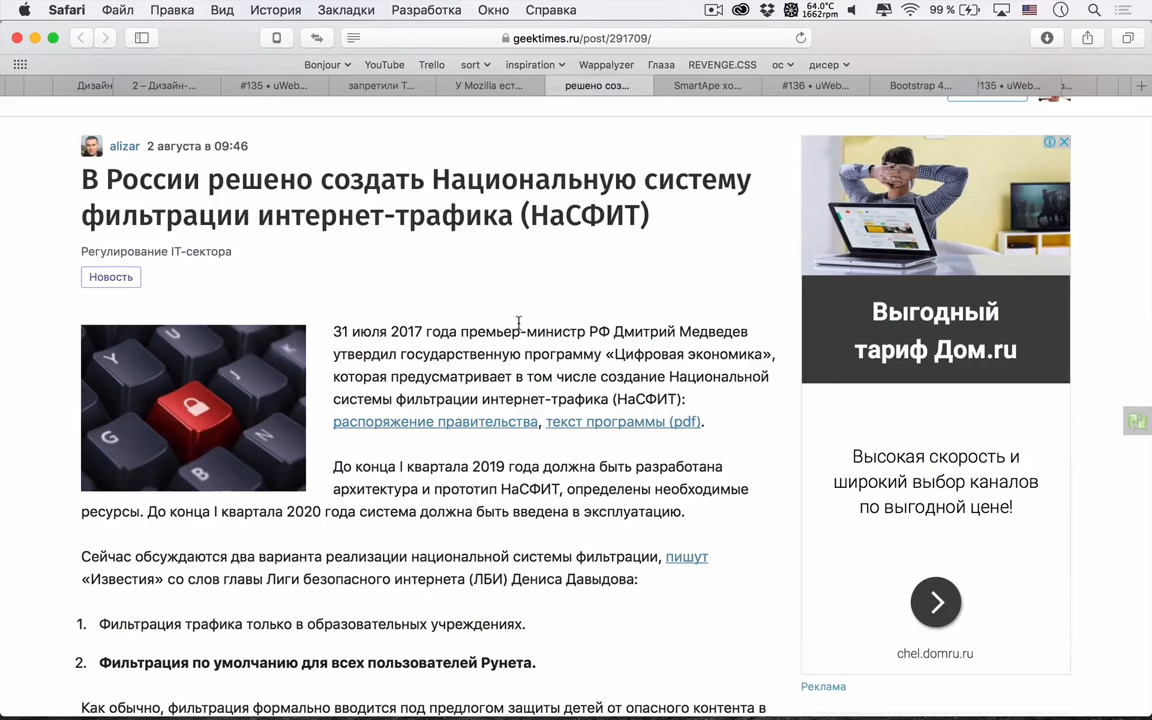 Safari Файл Правка Вид История Закладки Разработка Окно Справка 64.0°C 1662rpm 99 %
geektimes.ru/post/291709/
Bonjour YouTube Trello sort inspiration Wappalyzer Глаза REVENGE.CSS ос дисер
Дизайн 2 – Дизайн-... #135 • uWeb... запретили Т... У Mozilla ест... решено соз... SmartApe хо... #136 • uWeb... Bootstrap 4... #135 • uWeb...
alizar 2 августа в 09:46
В России решено создать Национальную систему
фильтрации интернет-трафика (НаСФИТ)
Регулирование IT-сектора
Новость
31 июля 2017 года премьер-министр РФ Дмитрий Медведев
утвердил государственную программу «Цифровая экономика»,
которая предусматривает в том числе создание Национальной
системы фильтрации интернет-трафика (НаСФИТ):
распоряжение правительства, текст программы (pdf).
До конца I квартала 2019 года должна быть разработана
архитектура и прототип НаСФИТ, определены необходимые
ресурсы. До конца I квартала 2020 года система должна быть введена в эксплуатацию.
Сейчас обсуждаются два варианта реализации национальной системы фильтрации, пишут
«Известия» со слов главы Лиги безопасного интернета (ЛБИ) Дениса Давыдова:
1. Фильтрация трафика только в образовательных учреждениях.
2. Фильтрация по умолчанию для всех пользователей Рунета.
Как обычно, фильтрация формально вводится под предлогом защиты детей от опасного контента в
Y U J G B N
Выгодный
тариф Дом.ru
Высокая скорость и
широкий выбор каналов
по выгодной цене!
chel.domru.ru
Реклама